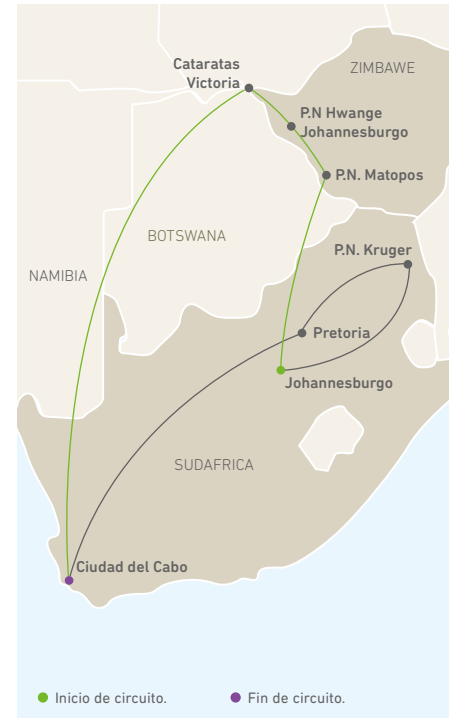 Cataratas
Victoria
ZIMBAWE
P.N Hwange
Johannesburgo
P.N. Matopos
BOTSWANA
P.N. Kruger
NAMIBIA
Pretoria
Johannesburgo
SUDAFRICA
Ciudad del Cabo
Inicio de circuito.
Fin de circuito.